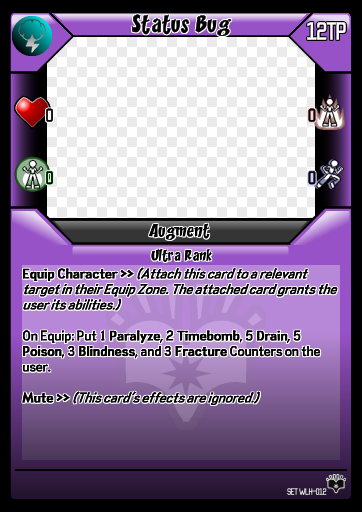 Status Bug
12TP
0
0
0
0
Augment
Ultra Rank
Equip Character >> (Attach this card to a relevant
target in their Equip Zone. The attached card grants the
user its abilities.)
On Equip: Put 1 Paralyze, 2 Timebomb, 5 Drain, 5
Poison, 3 Blindness, and 3 Fracture Counters on the
user.
Mute >> (This card's effects are ignored.)
SET WLH-012